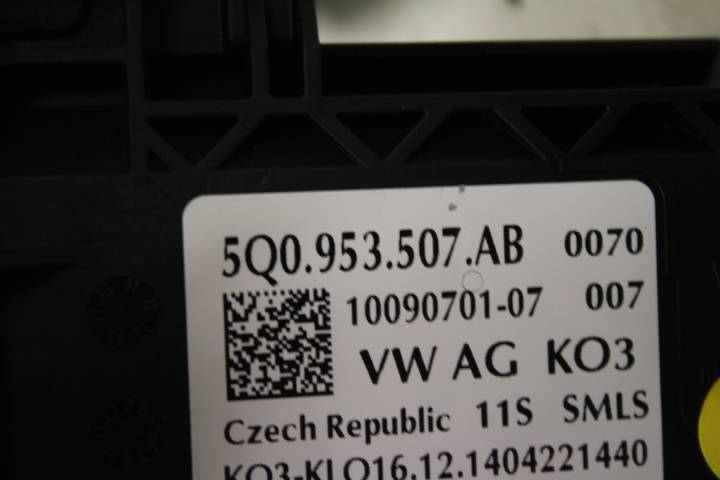 5Q0.953.507.AB 0070
10090701-07 007
VW AG KO3
Czech Republic 11S SMLS
KO3-KLO16.12.1404221440